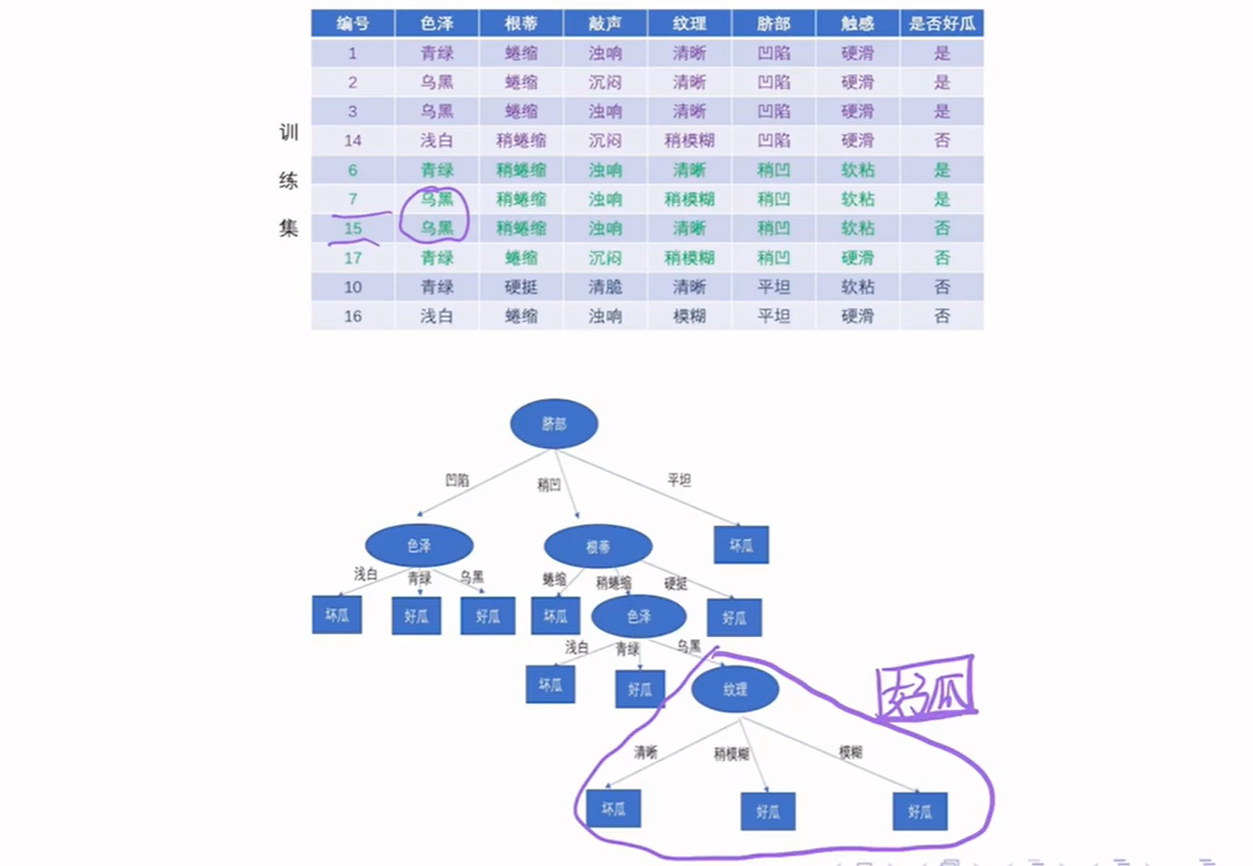 编号 色泽 根蒂 敲声 纹理 脐部 触感 是否好瓜
1 青绿 蜷缩 浊响 清晰 凹陷 硬滑 是
2 乌黑 蜷缩 沉闷 清晰 凹陷 硬滑 是
3 乌黑 蜷缩 浊响 清晰 凹陷 硬滑 是
14 浅白 稍蜷缩 沉闷 稍模糊 凹陷 硬滑 否
6 青绿 稍蜷缩 浊响 清晰 稍凹 软粘 是
7 乌黑 稍蜷缩 浊响 稍模糊 稍凹 软粘 是
15 乌黑 稍蜷缩 浊响 清晰 稍凹 软粘 否
17 青绿 蜷缩 沉闷 稍模糊 稍凹 硬滑 否
10 青绿 硬挺 清脆 清晰 平坦 软粘 否
16 浅白 蜷缩 浊响 模糊 平坦 硬滑 否
训
练
集
脐部
凹陷 稍凹 平坦
色泽 根蒂 坏瓜
浅白 青绿 乌黑 蜷缩 稍蜷缩 硬挺
坏瓜 好瓜 好瓜 坏瓜 色泽 好瓜
浅白 青绿 乌黑
坏瓜 好瓜 纹理 好瓜
清晰 稍模糊 模糊
坏瓜 好瓜 好瓜